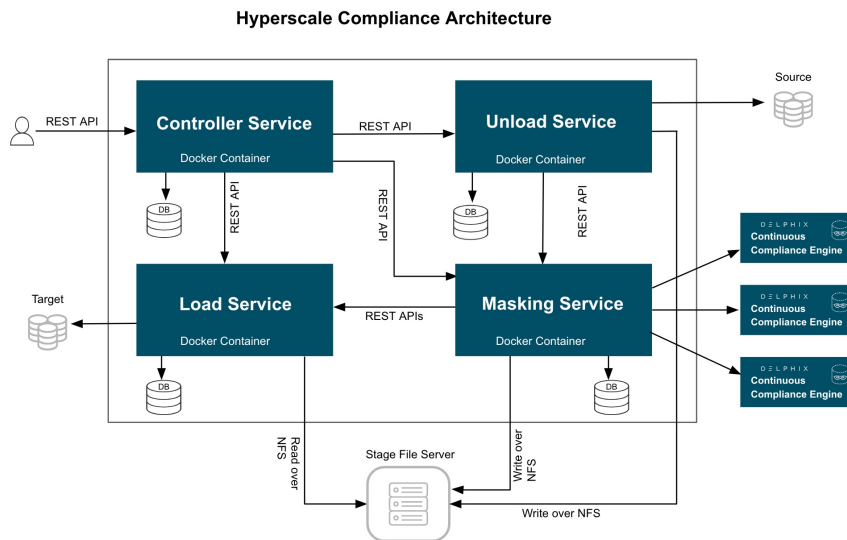 Hyperscale Compliance Architecture
Source
REST API
Controller Service
Docker Container
REST API
Unload Service
Docker Container
DB
REST API
REST API
DB
REST API
DELPHIX
Continuous
Compliance Engine
Target
Load Service
Docker Container
REST APIs
Masking Service
Docker Container
DELPHIX
Continuous
Compliance Engine
DB
DB
DELPHIX
Continuous
Compliance Engine
Read over
NFS
Stage File Server
Write over
NFS
Write over NFS